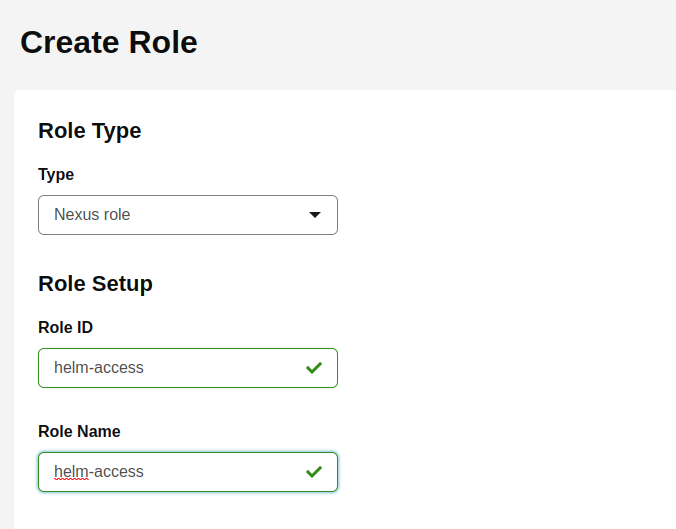 Create Role
Role Type
Type
Nexus role
Role Setup
Role ID
helm-access
Role Name
helm-access